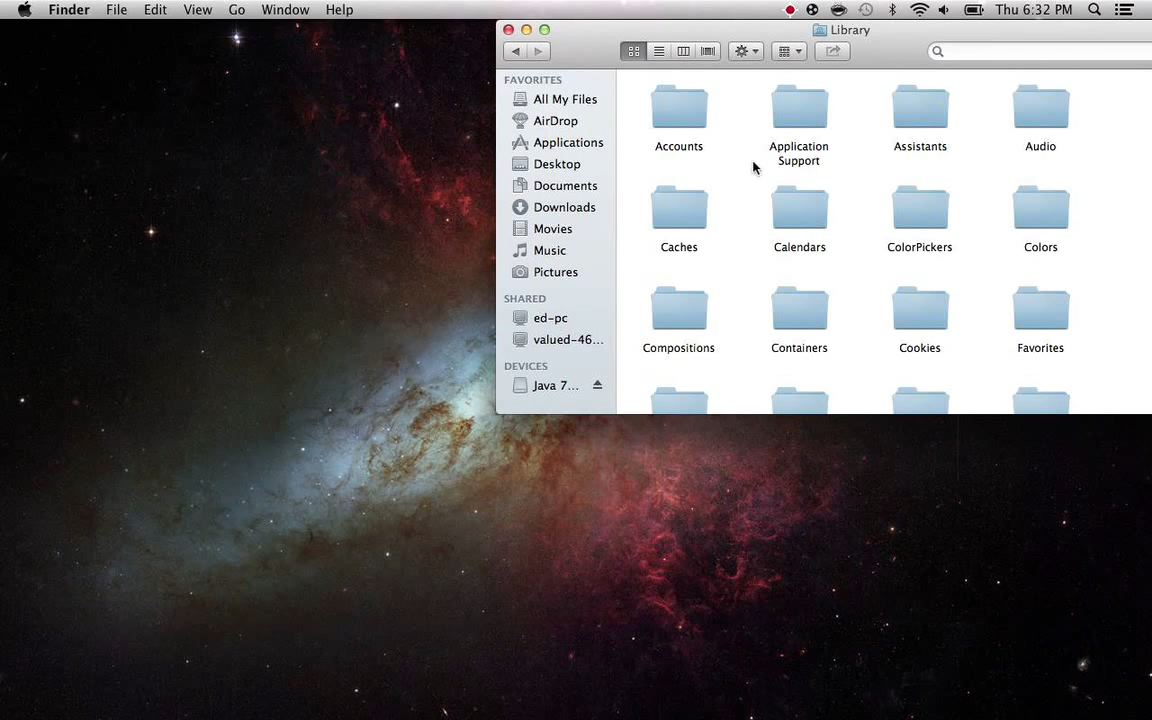 Finder File Edit View Go Window Help Thu 6:32 PM
Library
FAVORITES
All My Files
AirDrop
Applications
Desktop
Documents
Downloads
Movies
Music
Pictures
SHARED
ed-pc
valued-46...
DEVICES
Java 7...
Accounts
Application
Support
Assistants
Audio
Caches
Calendars
ColorPickers
Colors
Compositions
Containers
Cookies
Favorites